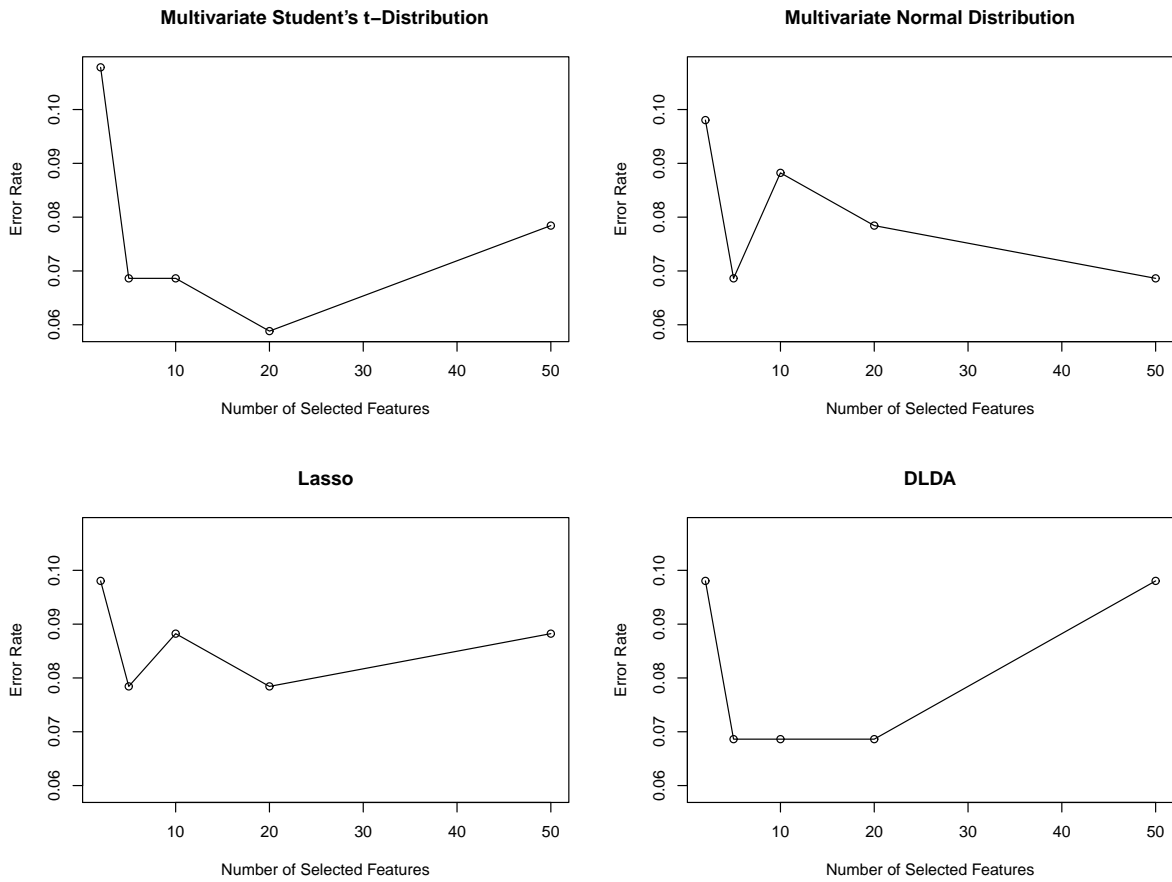 Multivariate Student's t−Distribution
0.06 0.07 0.08 0.09 0.10
Error Rate
10 20 30 40 50
Number of Selected Features
Multivariate Normal Distribution
0.06 0.07 0.08 0.09 0.10
Error Rate
10 20 30 40 50
Number of Selected Features
Lasso
0.06 0.07 0.08 0.09 0.10
Error Rate
10 20 30 40 50
Number of Selected Features
DLDA
0.06 0.07 0.08 0.09 0.10
Error Rate
10 20 30 40 50
Number of Selected Features